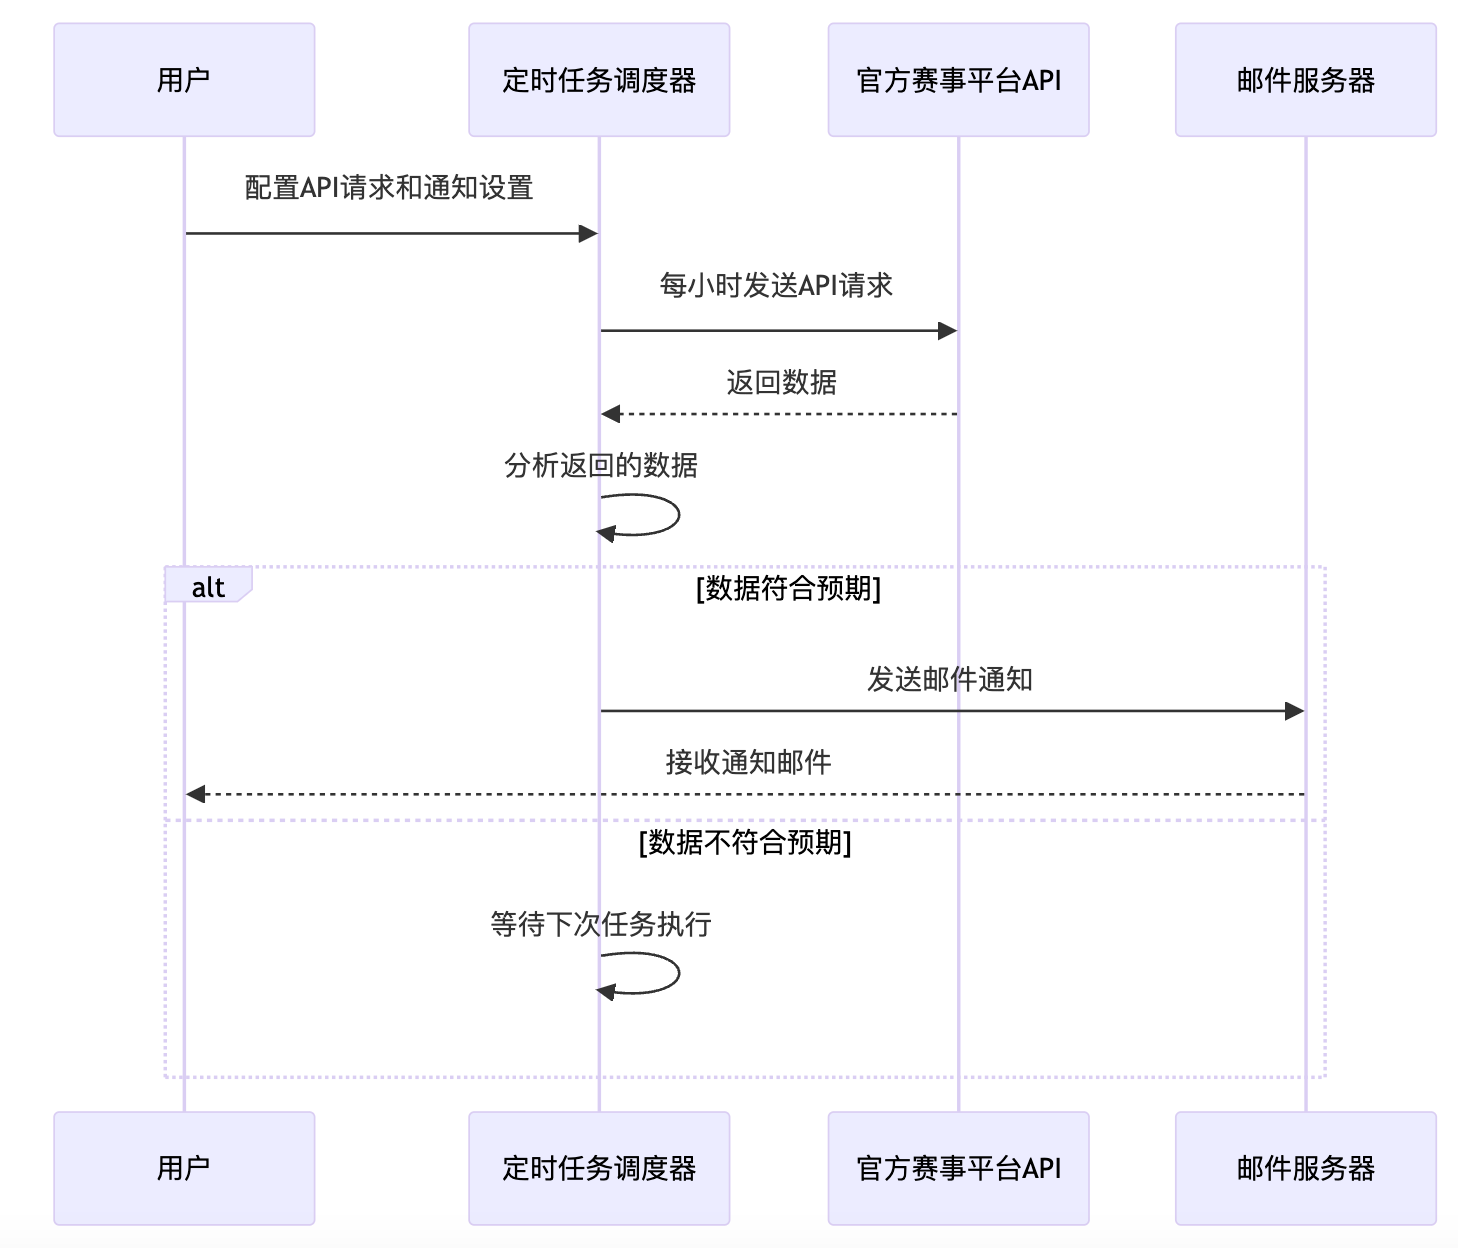 用户
定时任务调度器
官方赛事平台API
邮件服务器
配置API请求和通知设置
每小时发送API请求
返回数据
分析返回的数据
alt
[数据符合预期]
发送邮件通知
接收通知邮件
[数据不符合预期]
等待下次任务执行
用户
定时任务调度器
官方赛事平台API
邮件服务器